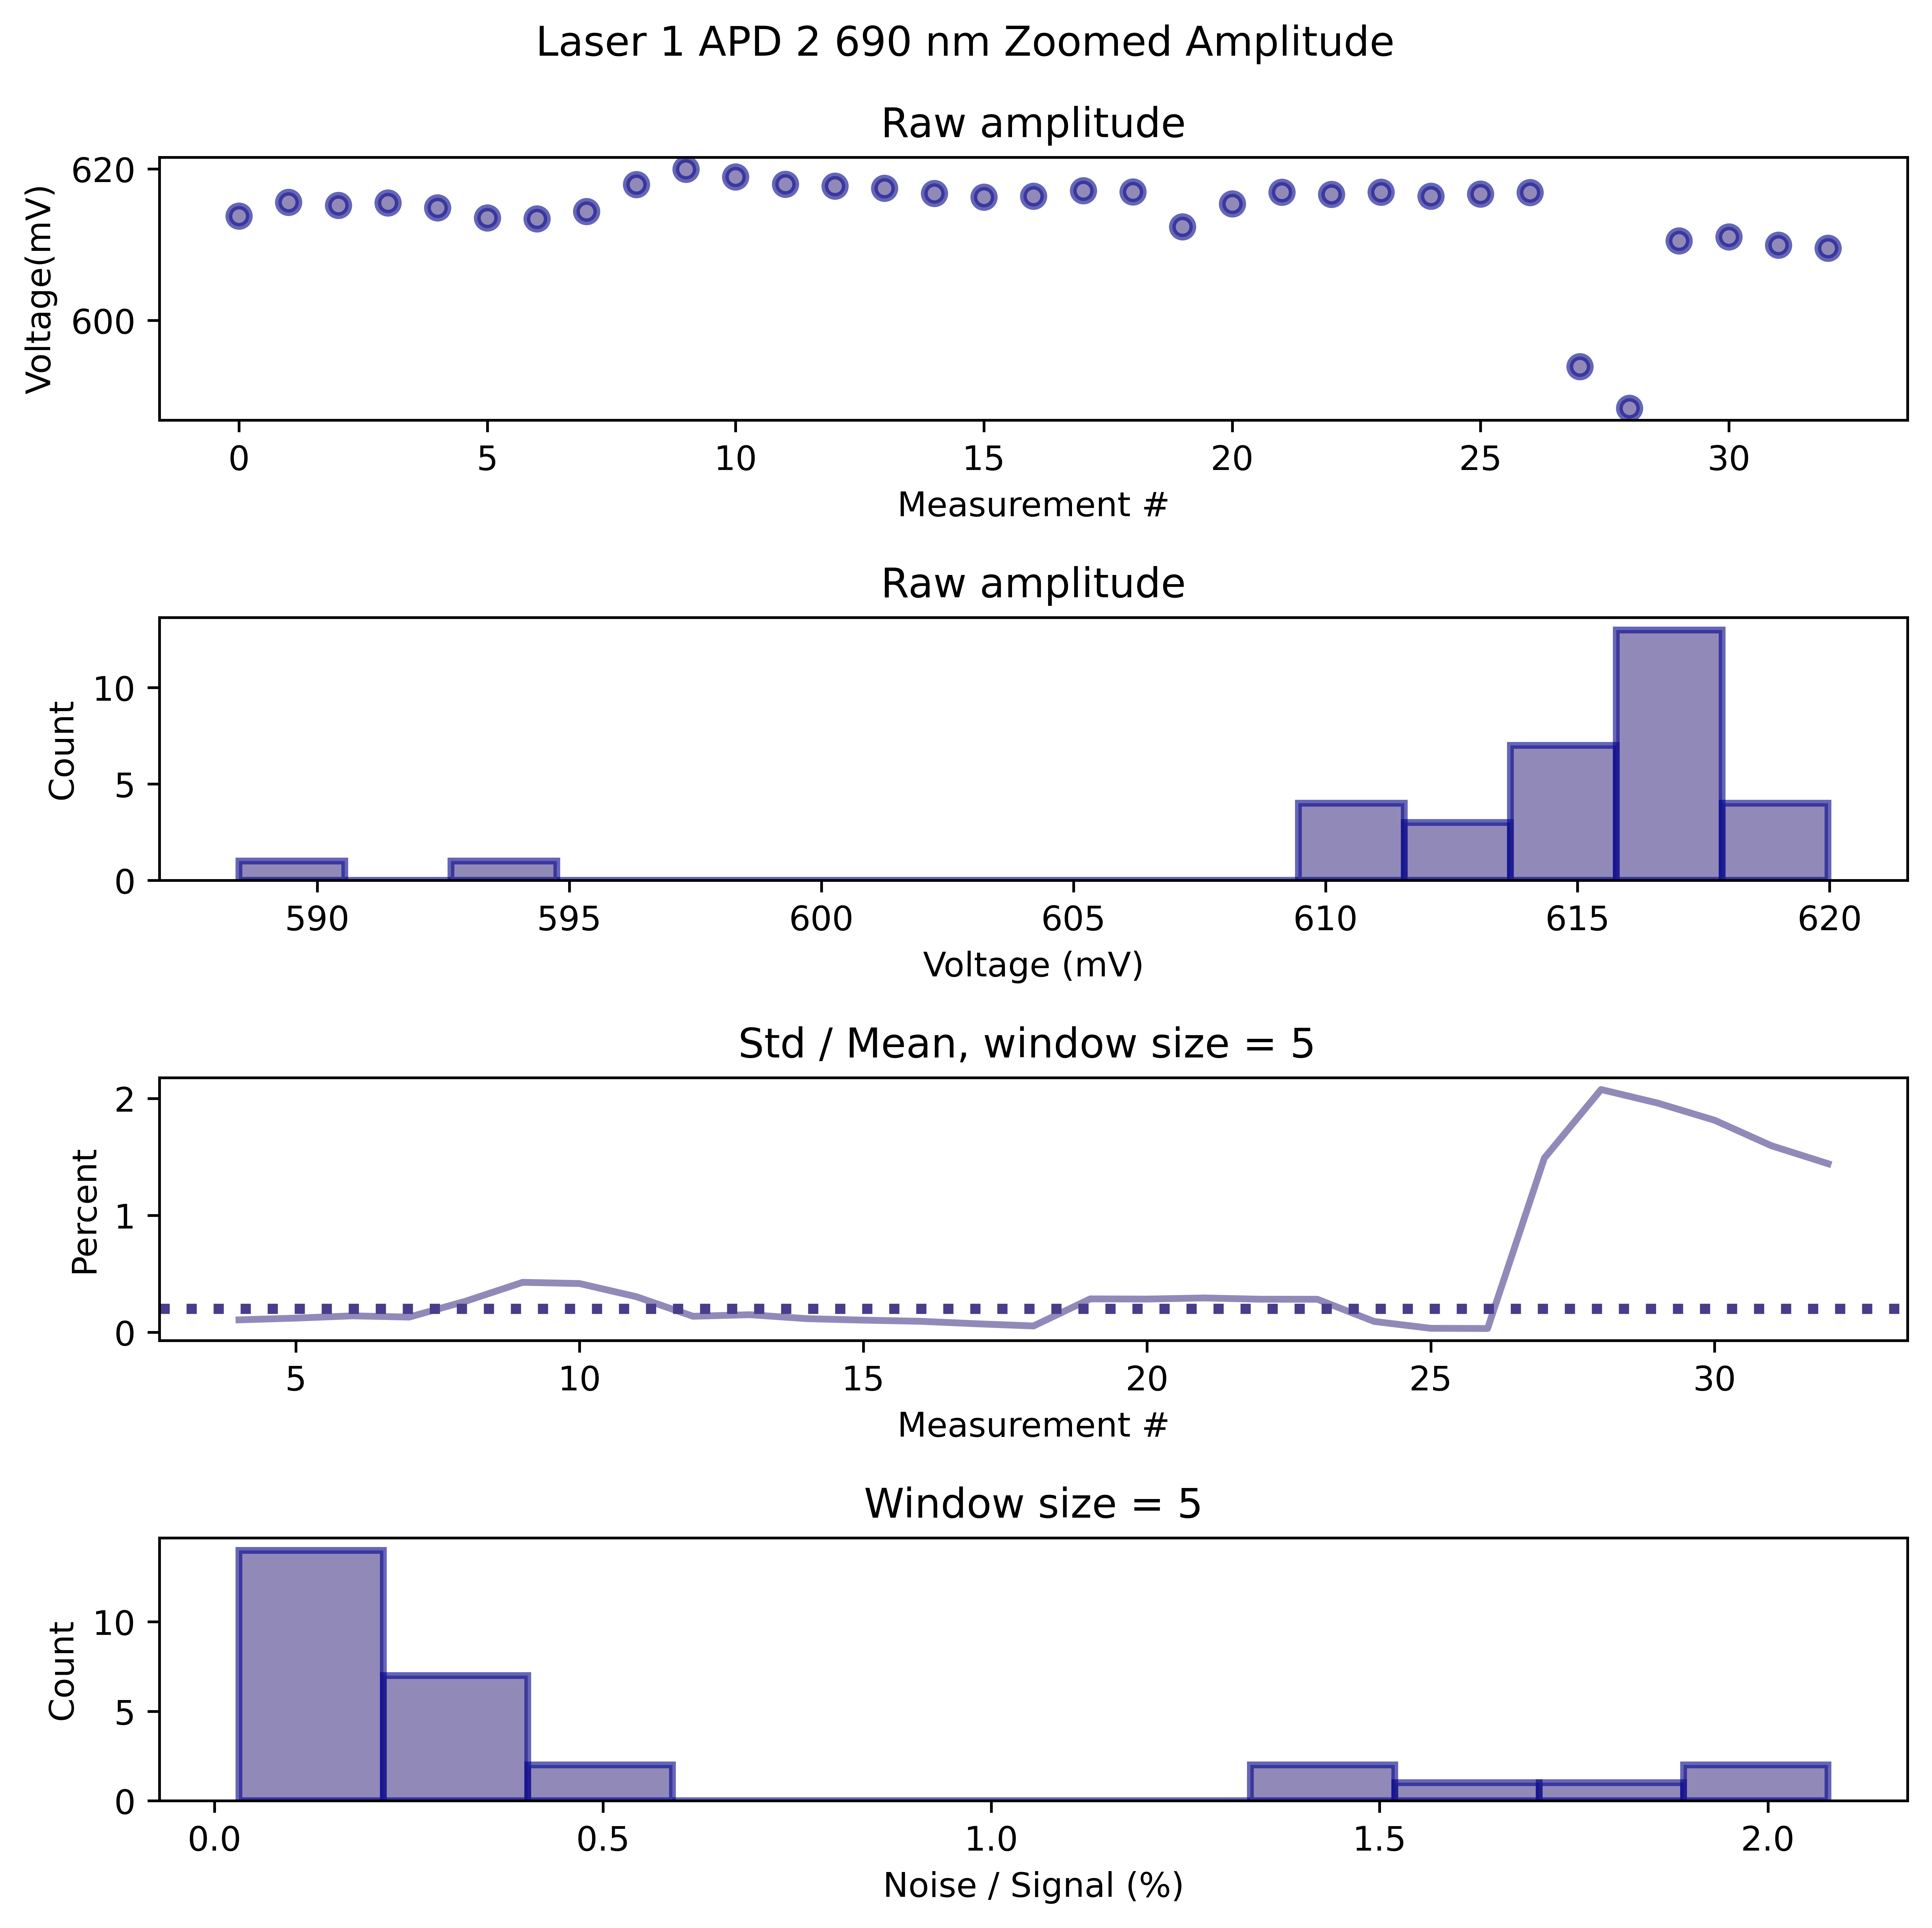 Laser 1 APD 2 690 nm Zoomed Amplitude
Raw amplitude
Voltage(mV)
620
600
0 5 10 15 20 25 30
Measurement #
Raw amplitude
Count
10
5
0
590 595 600 605 610 615 620
Voltage (mV)
Std / Mean, window size = 5
Percent
2
1
0
5 10 15 20 25 30
Measurement #
Window size = 5
Count
10
5
0
0.0 0.5 1.0 1.5 2.0
Noise / Signal (%)